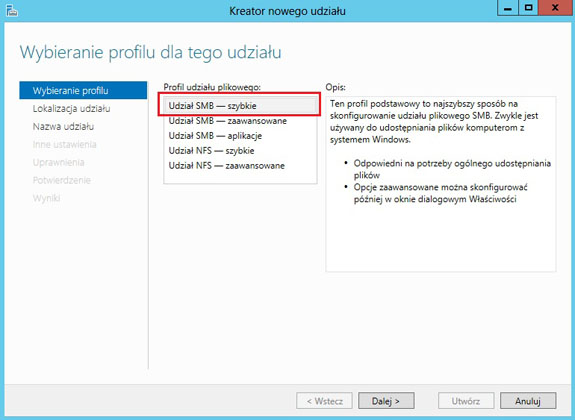 Kreator nowego udziału
Wybieranie profilu dla tego udziału
Wybieranie profilu
Lokalizacja udziału
Nazwa udziału
Inne ustawienia
Uprawnienia
Potwierdzenie
Wyniki
Profil udziału plikowego:
Udział SMB — szybkie
Udział SMB — zaawansowane
Udział SMB — aplikacje
Udział NFS — szybkie
Udział NFS — zaawansowane
Opis:
Ten profil podstawowy to najszybszy sposób na
skonfigurowanie udziału plikowego SMB. Zwykle jest
używany do udostępniania plików komputerom z
systemem Windows.
• Odpowiedni na potrzeby ogólnego udostępniania
plików
• Opcje zaawansowane można skonfigurować
później w oknie dialogowym Właściwości
< Wstecz
Dalej >
Utwórz
Anuluj